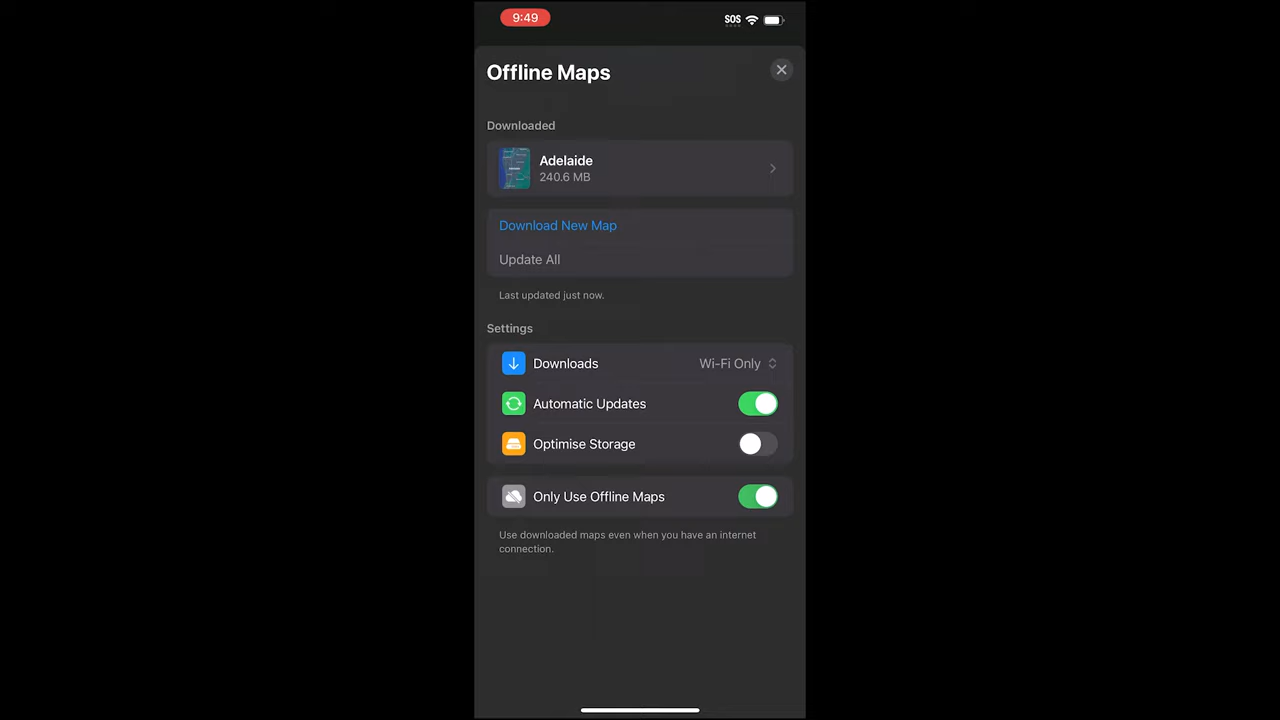 9:49
SOS
Offline Maps
Downloaded
Adelaide
240.6 MB
Download New Map
Update All
Last updated just now.
Settings
Downloads Wi-Fi Only
Automatic Updates
Optimise Storage
Only Use Offline Maps
Use downloaded maps even when you have an internet
connection.